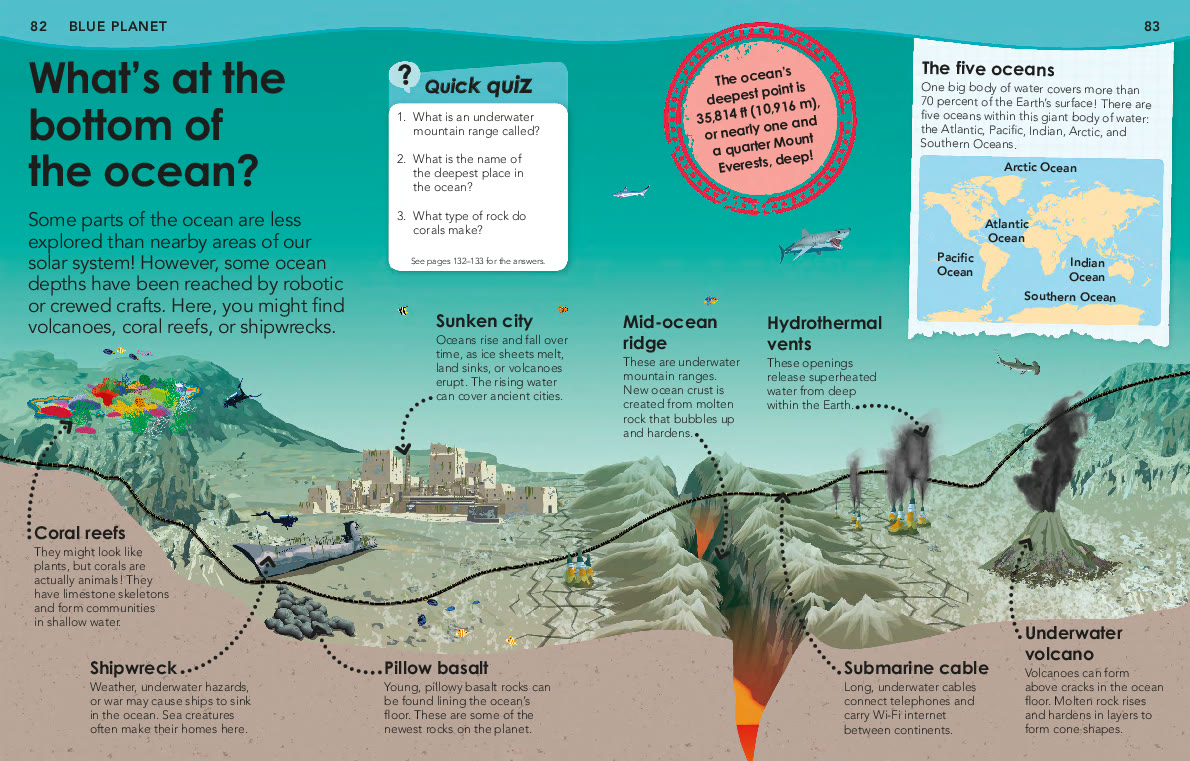 82 BLUE PLANET
83
What's at the
bottom of
the ocean?
Some parts of the ocean are less
explored than nearby areas of our
solar system! However, some ocean
depths have been reached by robotic
or crewed crafts. Here, you might find
volcanoes, coral reefs, or shipwrecks.
?
Quick quiz
1. What is an underwater
mountain range called?
2. What is the name of
the deepest place in
the ocean?
3. What type of rock do
corals make?
See pages 132–133 for the answers.
The ocean's
deepest point is
35,814 ft (10,916 m),
or nearly one and
a quarter Mount
Everests, deep!
The five oceans
One big body of water covers more than
70 percent of the Earth's surface! There are
five oceans within this giant body of water:
the Atlantic, Pacific, Indian, Arctic, and
Southern Oceans.
Arctic Ocean
Atlantic
Ocean
Pacific
Ocean
Indian
Ocean
Southern Ocean
Sunken city
Oceans rise and fall over
time, as ice sheets melt,
land sinks, or volcanoes
erupt. The rising water
can cover ancient cities.
Mid-ocean
ridge
These are underwater
mountain ranges.
New ocean crust is
created from molten
rock that bubbles up
and hardens.
Hydrothermal
vents
These openings
release superheated
water from deep
within the Earth.
Coral reefs
They might look like
plants, but corals are
actually animals! They
have limestone skeletons
and form communities
in shallow water.
Shipwreck
Weather, underwater hazards,
or war may cause ships to sink
in the ocean. Sea creatures
often make their homes here.
Pillow basalt
Young, pillowy basalt rocks can
be found lining the ocean's
floor. These are some of the
newest rocks on the planet.
Submarine cable
Long, underwater cables
connect telephones and
carry Wi-Fi internet
between continents.
Underwater
volcano
Volcanoes can form
above cracks in the ocean
floor. Molten rock rises
and hardens in layers to
form cone shapes.